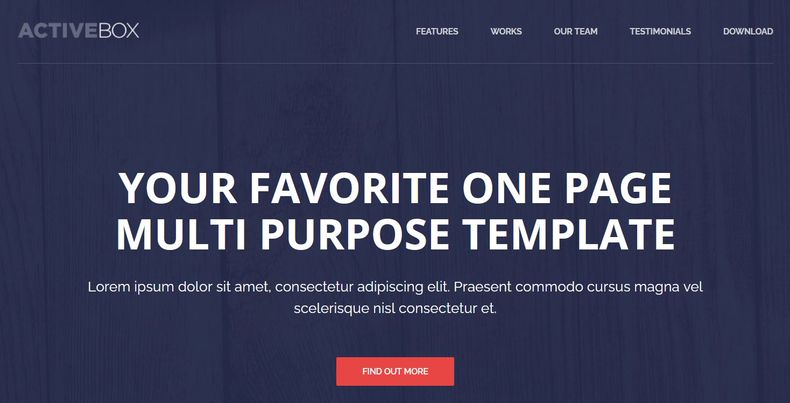 ACTIVEBOX
FEATURES WORKS OUR TEAM TESTIMONIALS DOWNLOAD
YOUR FAVORITE ONE PAGE
MULTI PURPOSE TEMPLATE
Lorem ipsum dolor sit amet, consectetur adipiscing elit. Praesent commodo cursus magna vel
scelerisque nisl consectetur et.
FIND OUT MORE